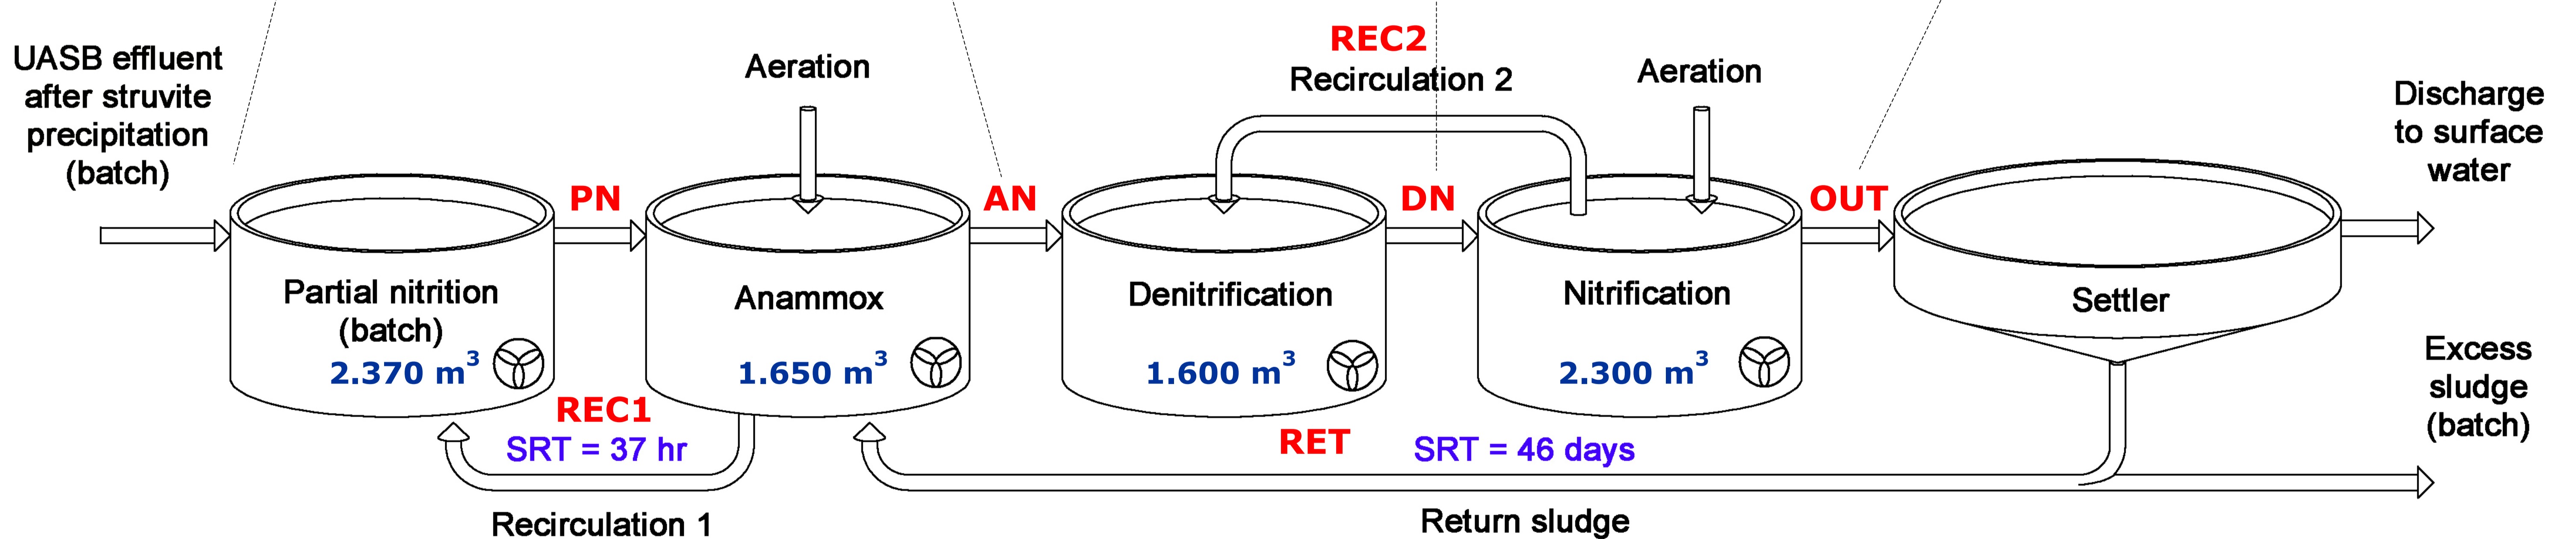 UASB effluent
after struvite
precipitation
(batch)
PN
Aeration
AN
REC2
Recirculation 2
DN
Aeration
OUT
Discharge
to surface
water
Partial nitrition
(batch)
2.370 m³
Anammox
1.650 m³
Denitrification
1.600 m³
Nitrification
2.300 m³
Settler
REC1
SRT = 37 hr
Recirculation 1
RET
SRT = 46 days
Return sludge
Excess
sludge
(batch)